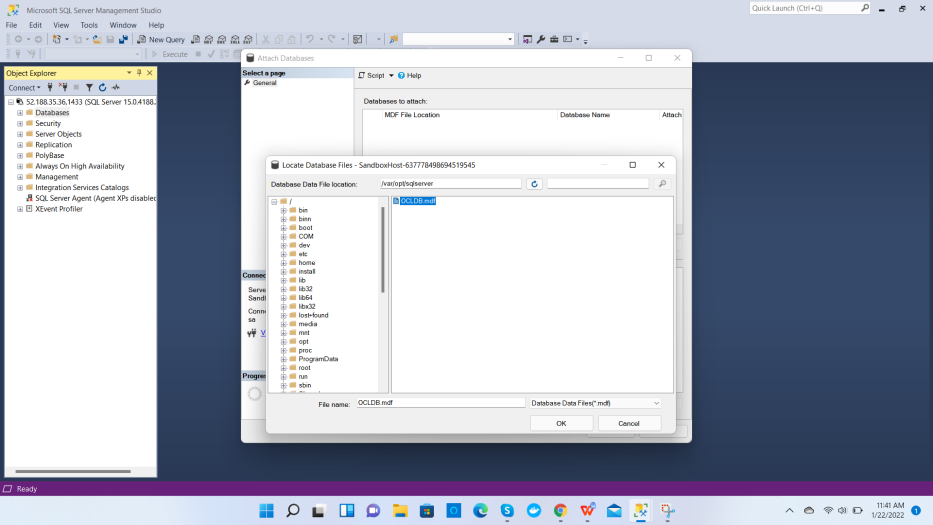 Microsoft SQL Server Management Studio
Quick Launch (Ctrl+Q)
File Edit View Tools Window Help
New Query
Execute
Object Explorer
Connect
52.188.35.36,1433 (SQL Server 15.0.4188.
Databases
Security
Server Objects
Replication
PolyBase
Always On High Availability
Management
Integration Services Catalogs
SQL Server Agent (Agent XPs disabled
XEvent Profiler
Attach Databases
Select a page
General
Script Help
Databases to attach:
MDF File Location Database Name Attach
Locate Database Files - SandboxHost-637778498694519545
Database Data File location: /var/opt/sqlserver
/
bin
binn
boot
COM
dev
etc
home
install
lib
lib32
lib64
libx32
lost+found
media
mnt
opt
proc
ProgramData
root
run
sbin
OCLDB.mdf
File name: OCLDB.mdf Database Data Files(*.mdf)
OK Cancel
Connec
Serve
Sandl
Conn
sa
V
Progres
Ready
11:41 AM
1/22/2022
1